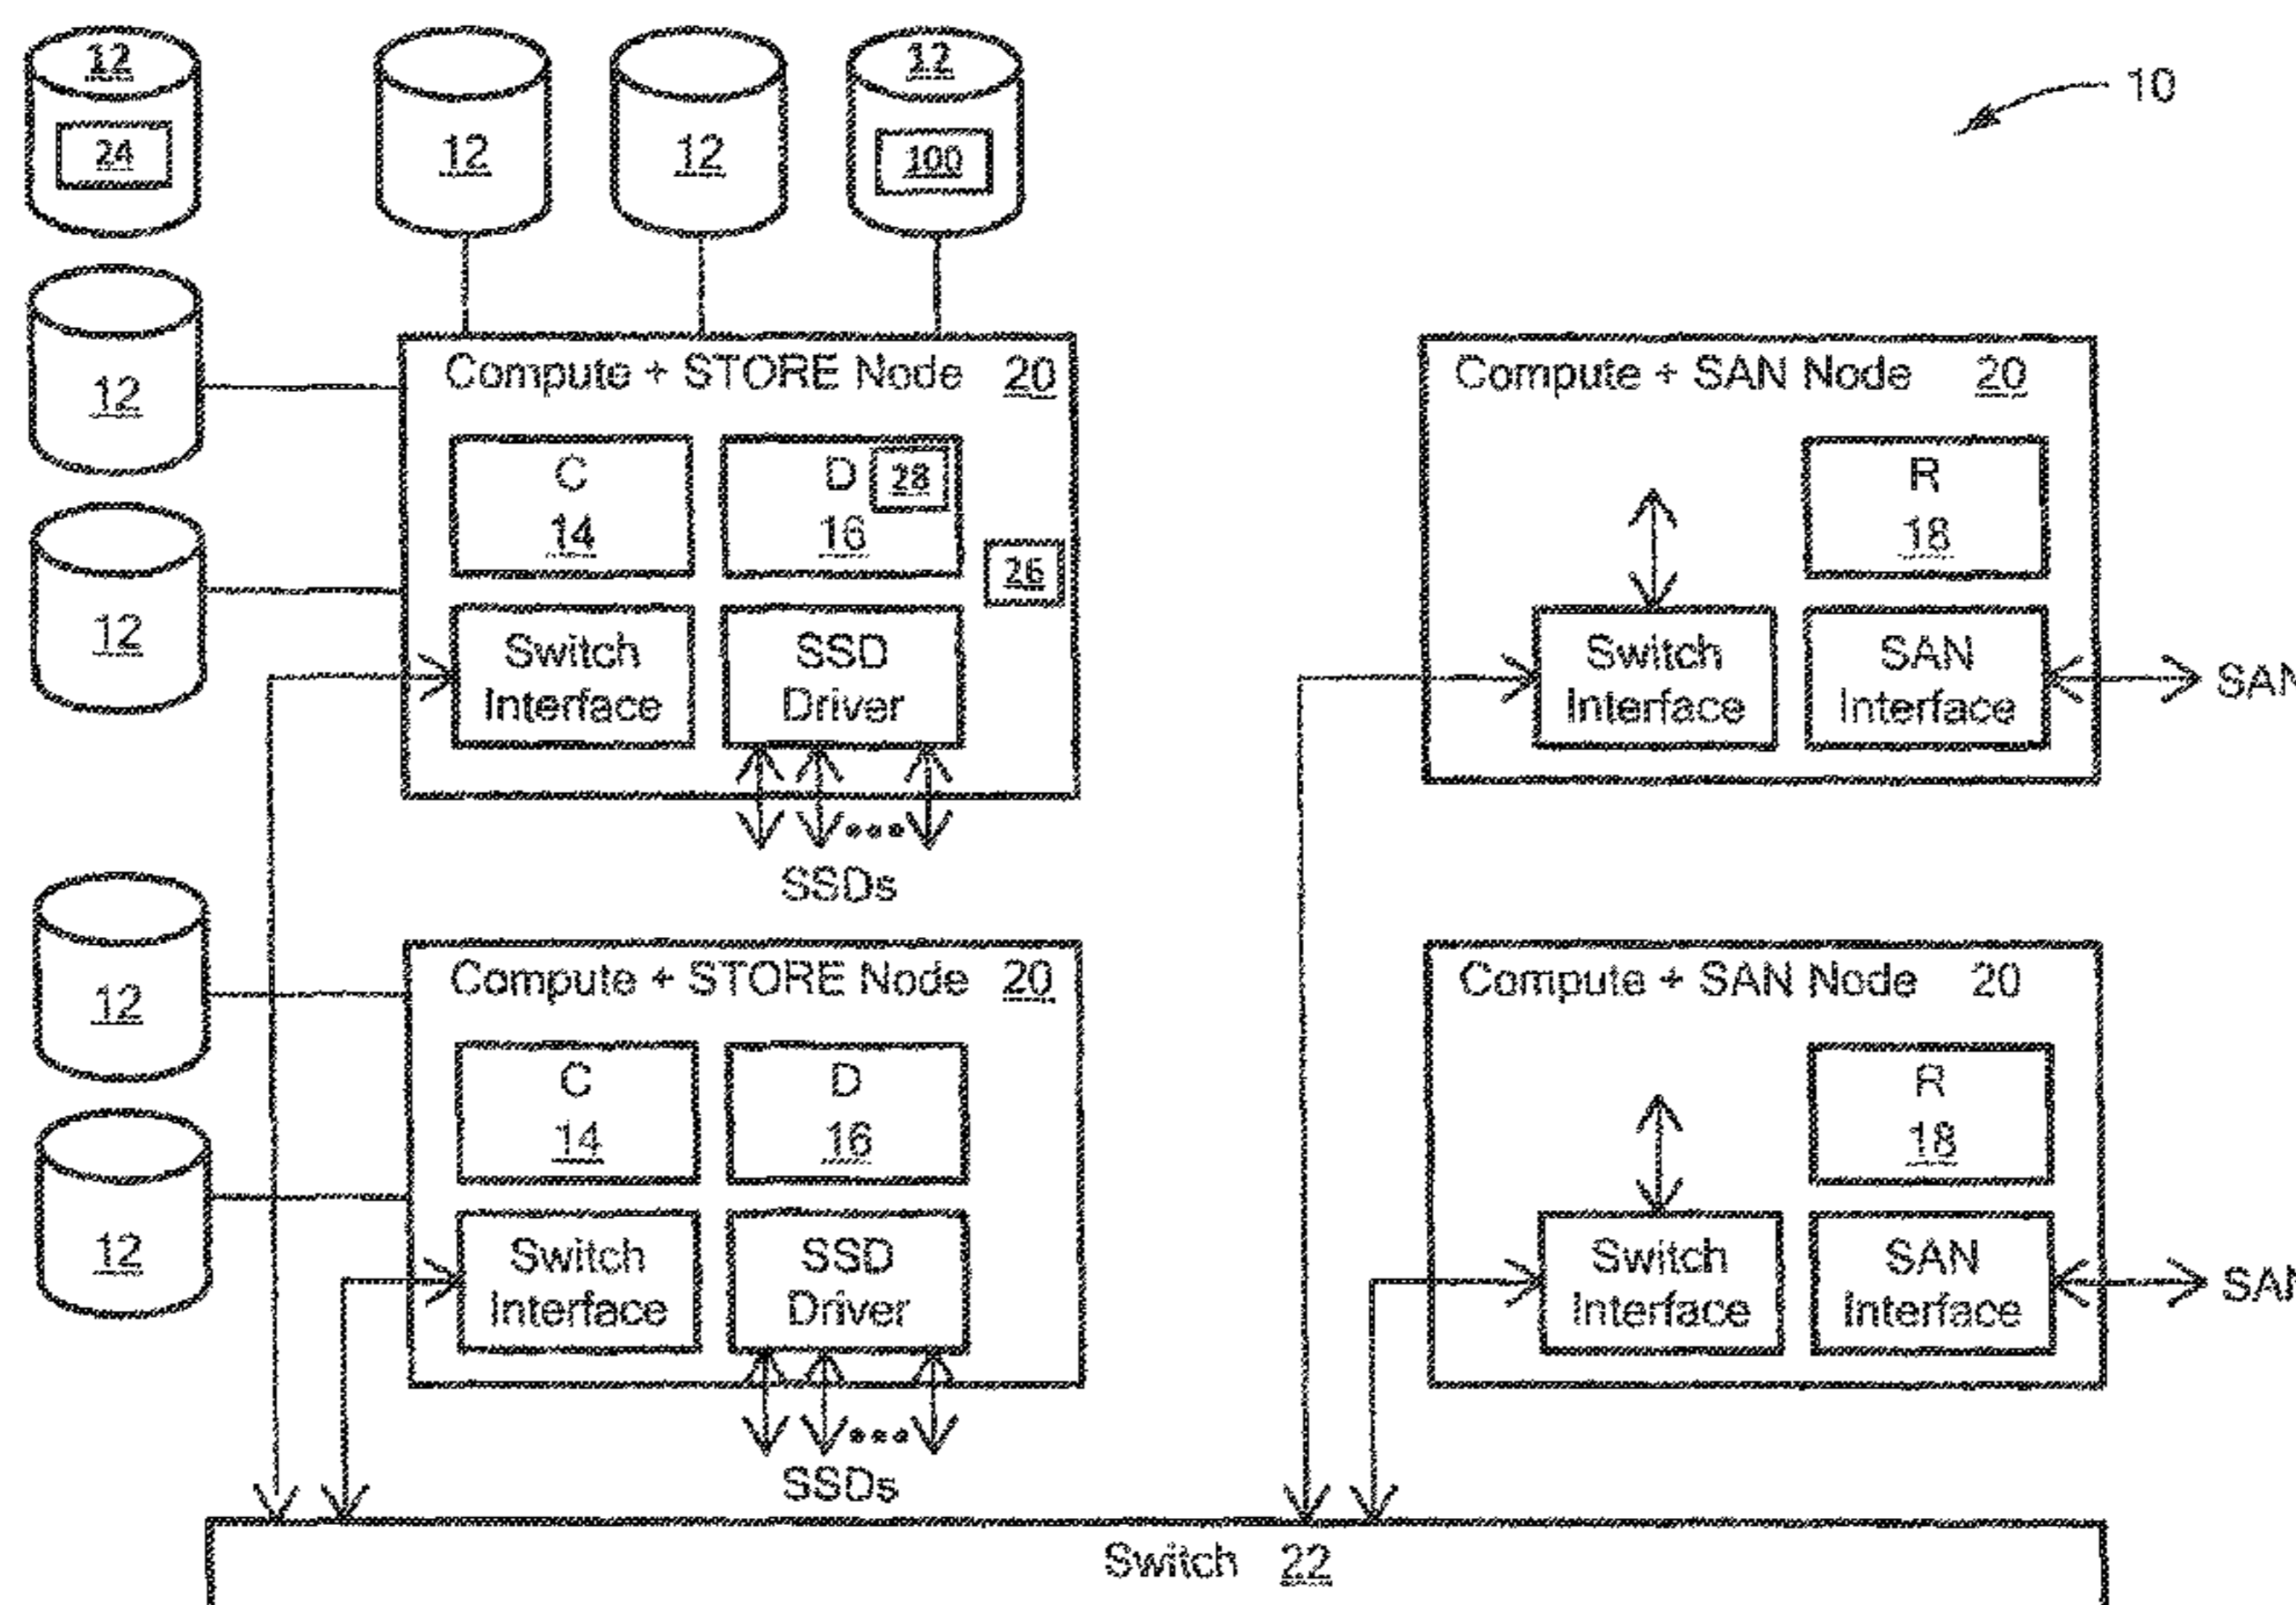 12
24
12
12
12
100
10
12
12
Compute + STORE Node 20
C
14
D
28
16
26
Switch
Interface
SSD
Driver
SSDs
Compute + SAN Node 20
R
18
Switch
Interface
SAN
Interface
SAN
12
12
Compute + STORE Node 20
C
14
D
16
Switch
Interface
SSD
Driver
SSDs
Compute + SAN Node 20
R
18
Switch
Interface
SAN
Interface
SAN
Switch 22